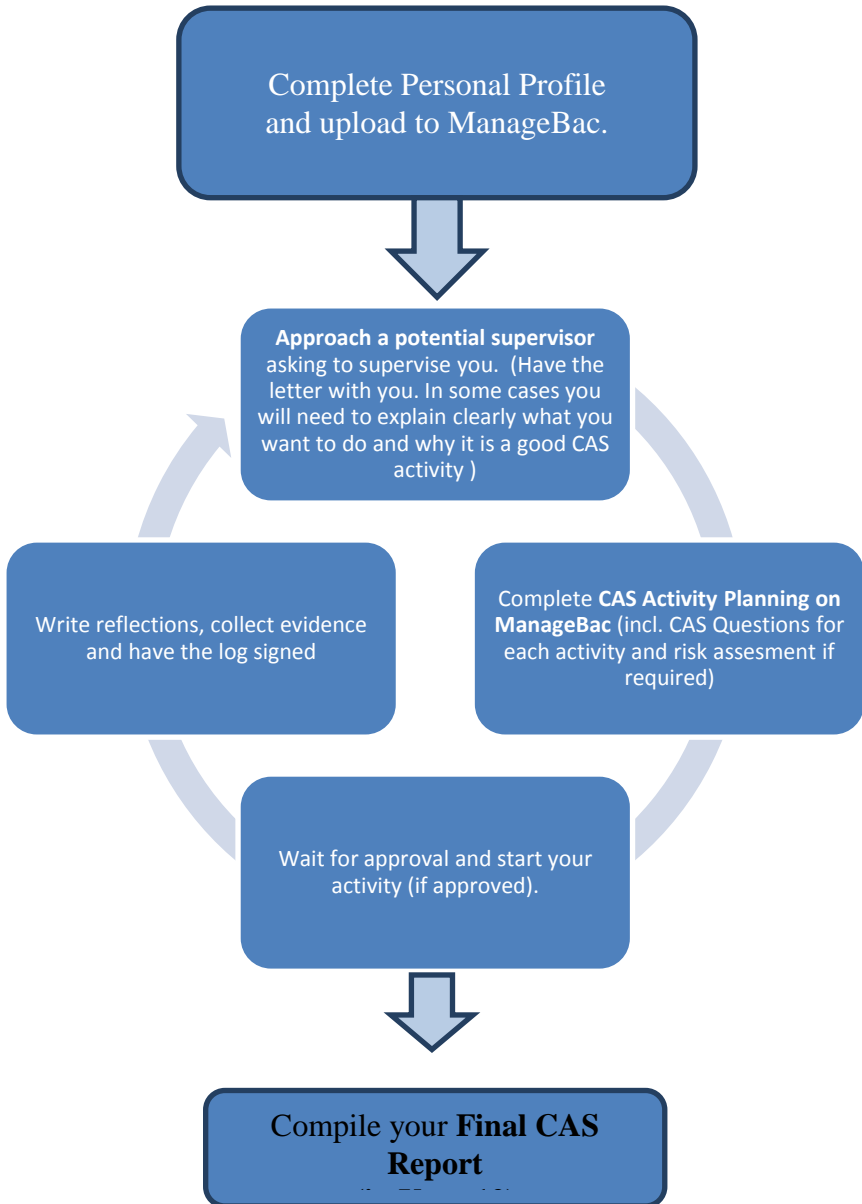 Complete Personal Profile
and upload to ManageBac.
Approach a potential supervisor
asking to supervise you. (Have the
letter with you. In some cases you
will need to explain clearly what you
want to do and why it is a good CAS
activity )
Complete CAS Activity Planning on
ManageBac (incl. CAS Questions for
each activity and risk assesment if
required)
Wait for approval and start your
activity (if approved).
Write reflections, collect evidence
and have the log signed
Compile your Final CAS
Report